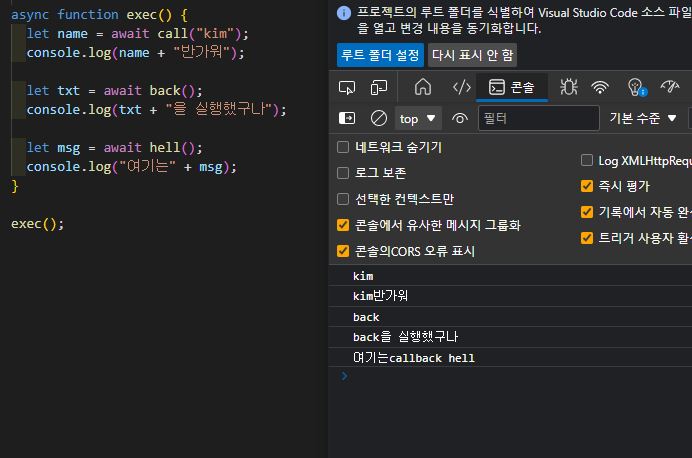 async function exec() {
let name = await call("kim");
console.log(name + "반가워");
let txt = await back();
console.log(txt + "을 실행했구나");
let msg = await hell();
console.log("여기는" + msg);
}
exec();
프로젝트의 루트 폴더를 식별하여 Visual Studio Code 소스 파일
을 열고 변경 내용을 동기화합니다.
루트 폴더 설정 다시 표시 안 함
콘솔
top 필터 기본 수준
네트워크 숨기기
로그 보존
선택한 컨텍스트만
콘솔에서 유사한 메시지 그룹화
콘솔의CORS 오류 표시
Log XMLHttpRequ
즉시 평가
기록에서 자동 완성
트리거 사용자 활성
kim
kim반가워
back
back을 실행했구나
여기는callback hell